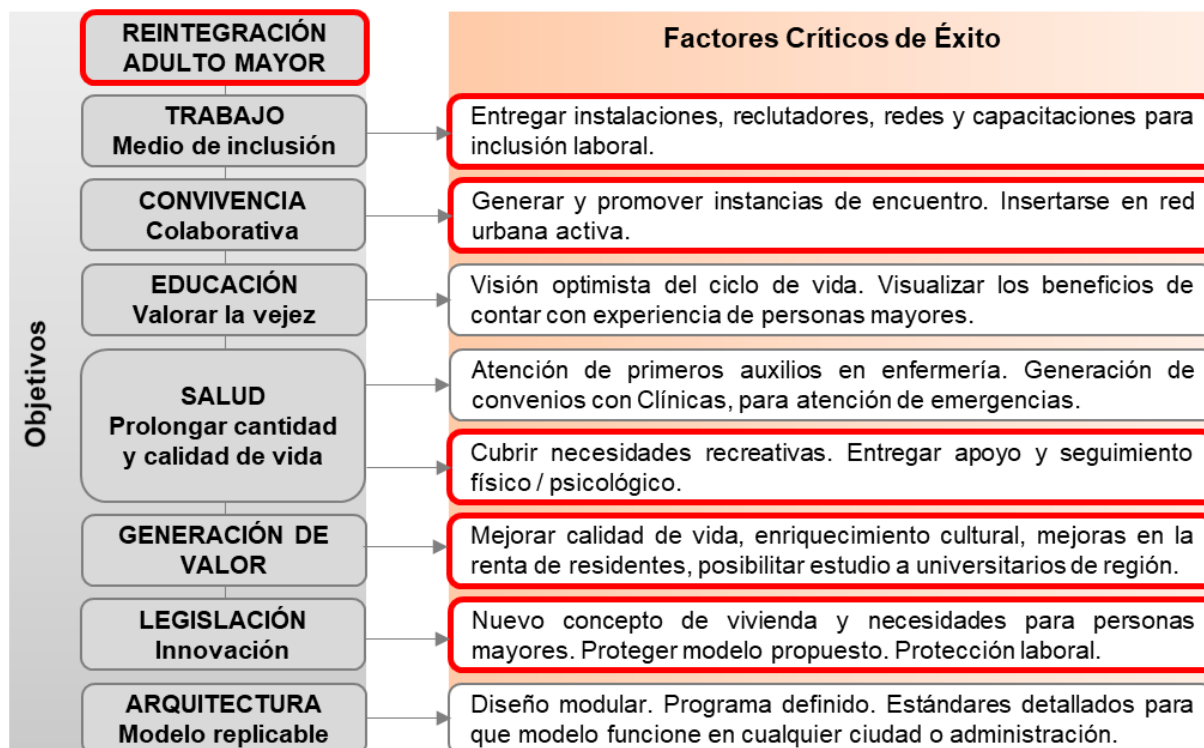 REINTEGRACIÓN
ADULTO MAYOR
Factores Críticos de Éxito
Objetivos
TRABAJO
Medio de inclusión
Entregar instalaciones, reclutadores, redes y capacitaciones para
inclusión laboral.
CONVIVENCIA
Colaborativa
Generar y promover instancias de encuentro. Insertarse en red
urbana activa.
EDUCACIÓN
Valorar la vejez
Visión optimista del ciclo de vida. Visualizar los beneficios de
contar con experiencia de personas mayores.
SALUD
Prolongar cantidad
y calidad de vida
Atención de primeros auxilios en enfermería. Generación de
convenios con Clínicas, para atención de emergencias.
Cubrir necesidades recreativas. Entregar apoyo y seguimiento
físico / psicológico.
GENERACIÓN DE
VALOR
Mejorar calidad de vida, enriquecimiento cultural, mejoras en la
renta de residentes, posibilitar estudio a universitarios de región.
LEGISLACIÓN
Innovación
Nuevo concepto de vivienda y necesidades para personas
mayores. Proteger modelo propuesto. Protección laboral.
ARQUITECTURA
Modelo replicable
Diseño modular. Programa definido. Estándares detallados para
que modelo funcione en cualquier ciudad o administración.